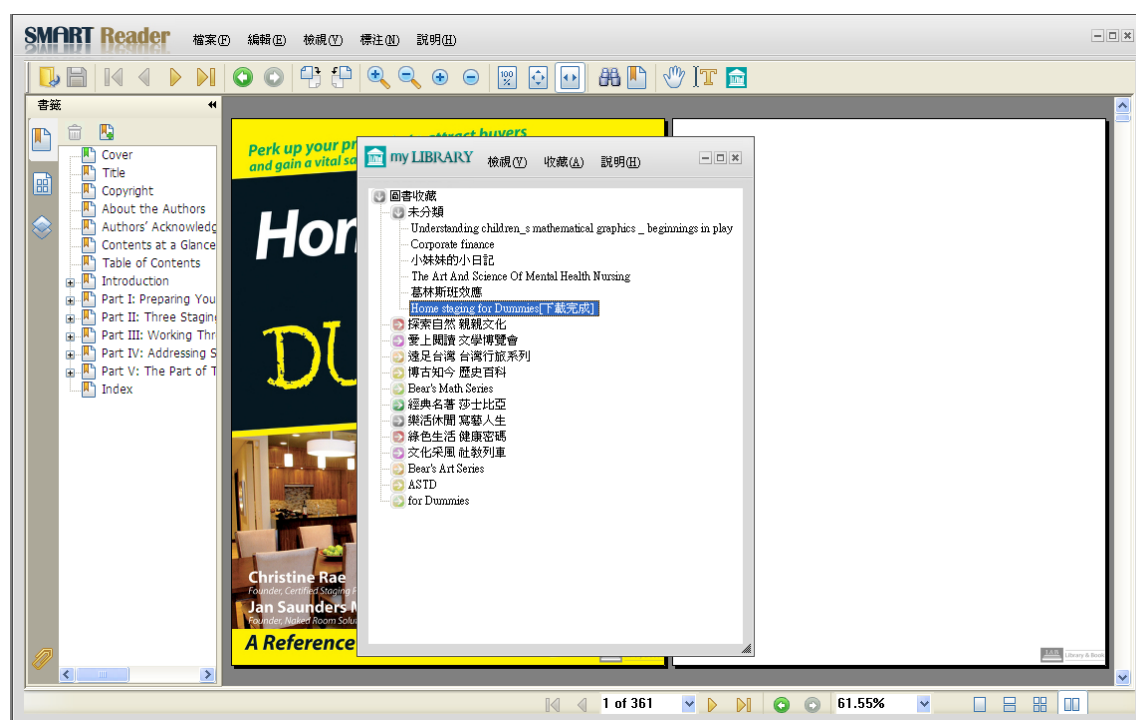 SMART Reader 檔案(F) 編輯(E) 檢視(V) 標注(N) 說明(H)
書籤
Cover
Title
Copyright
About the Authors
Authors' Acknowledg
Contents at a Glance
Table of Contents
Introduction
Part I: Preparing You
Part II: Three Stagin
Part III: Working Thr
Part IV: Addressing S
Part V: The Part of T
Index
Perk up your pr
attract buyers
and gain a vital sa
Hor
DU
Christine Rae
Founder, Certified Staging P
Jan Saunders M
Founder, Naked Room Solu
A Reference
my LIBRARY 檢視(V) 收藏(A) 說明(H)
圖書收藏
未分類
Understanding children_s mathematical graphics _ beginnings in play
Corporate finance
小妹妹的小日記
The Art And Science Of Mental Health Nursing
葛林斯班效應
Home staging for Dummies[下載完成]
探索自然 親親文化
愛上閱讀 文學博覽會
遠足台灣 台灣行旅系列
博古知今 歷史百科
Bear's Math Series
經典名著 莎士比亞
樂活休閒 寫藝人生
綠色生活 健康密碼
文化采風 社教列車
Bear's Art Series
ASTD
for Dummies
L&B Library & Book
1 of 361 61.55%